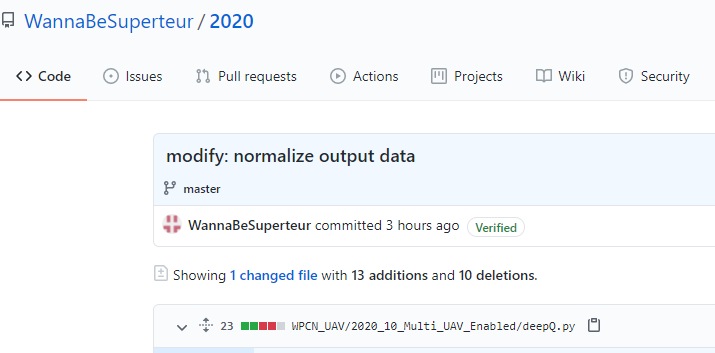 WannaBeSuperteur / 2020
Code Issues Pull requests Actions Projects Wiki Security
modify: normalize output data
master
WannaBeSuperteur committed 3 hours ago Verified
Showing 1 changed file with 13 additions and 10 deletions.
23 WPCN_UAV/2020_10_Multi_UAV_Enabled/deepQ.py